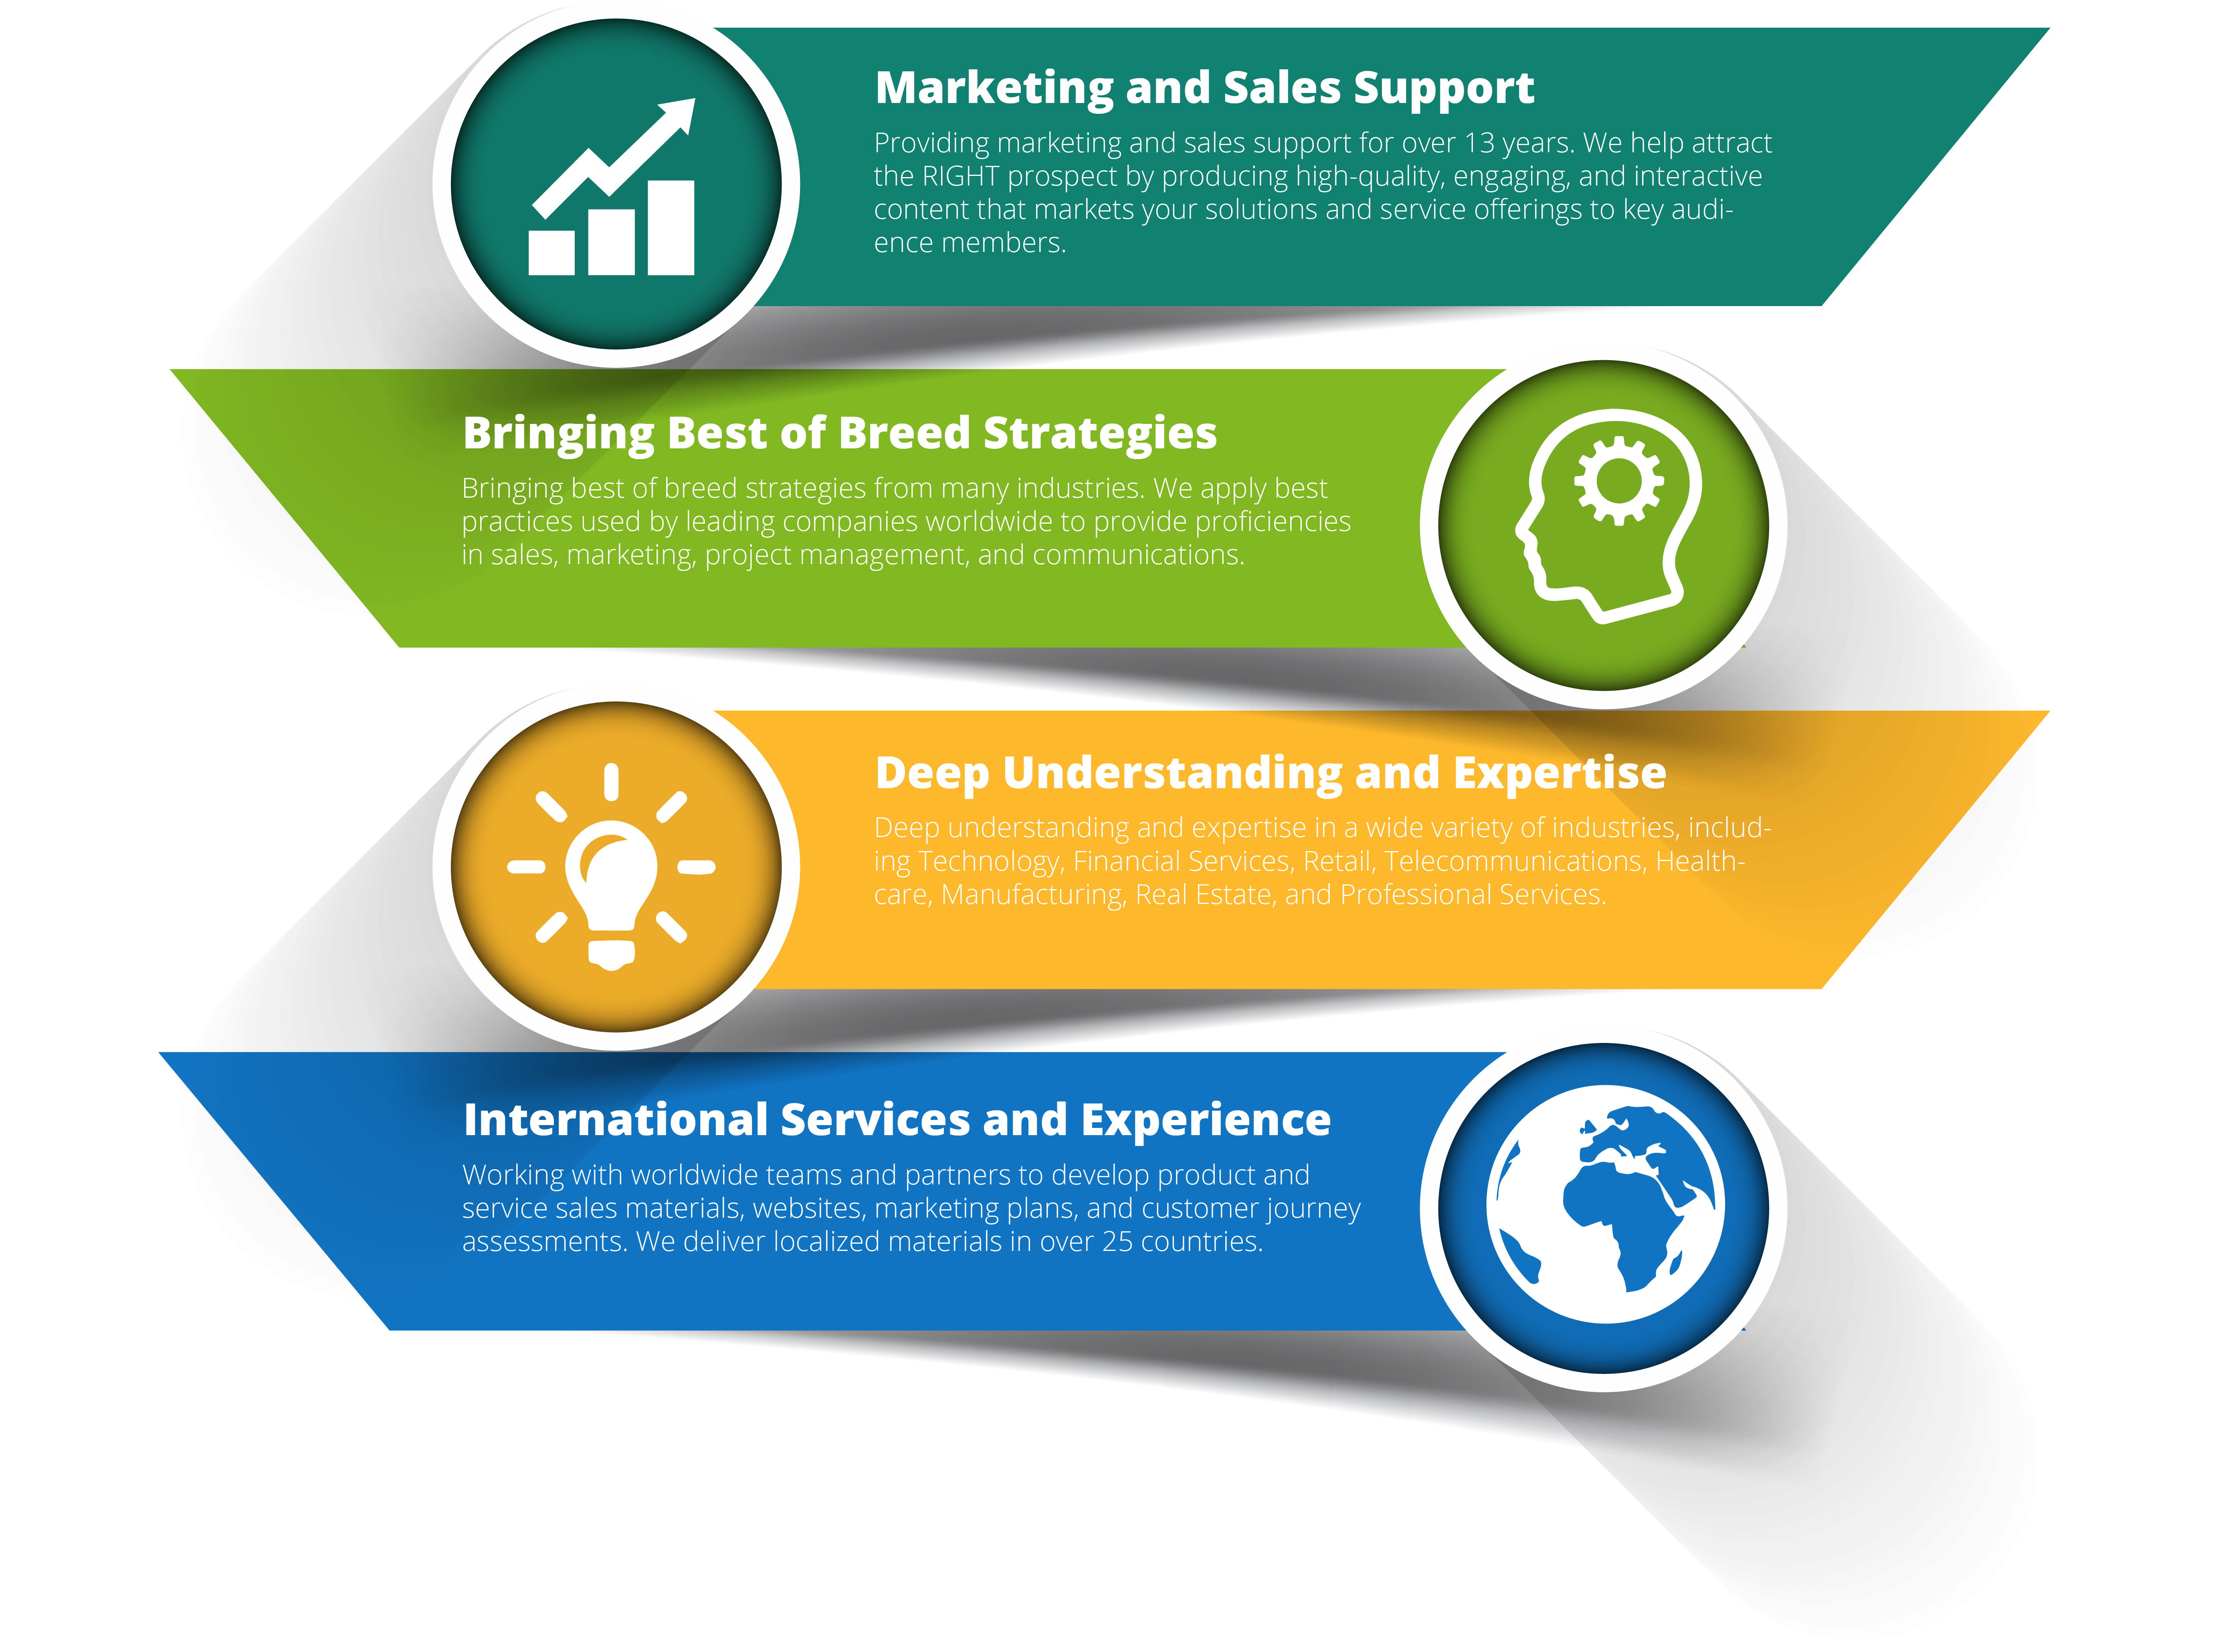 Marketing and Sales Support
Providing marketing and sales support for over 13 years. We help attract
the RIGHT prospect by producing high-quality, engaging, and interactive
content that markets your solutions and service offerings to key audi-
ence members.
Bringing Best of Breed Strategies
Bringing best of breed strategies from many industries. We apply best
practices used by leading companies worldwide to provide proficiencies
in sales, marketing, project management, and communications.
Deep Understanding and Expertise
Deep understanding and expertise in a wide variety of industries, includ-
ing Technology, Financial Services, Retail, Telecommunications, Health-
care, Manufacturing, Real Estate, and Professional Services.
International Services and Experience
Working with worldwide teams and partners to develop product and
service sales materials, websites, marketing plans, and customer journey
assessments. We deliver localized materials in over 25 countries.